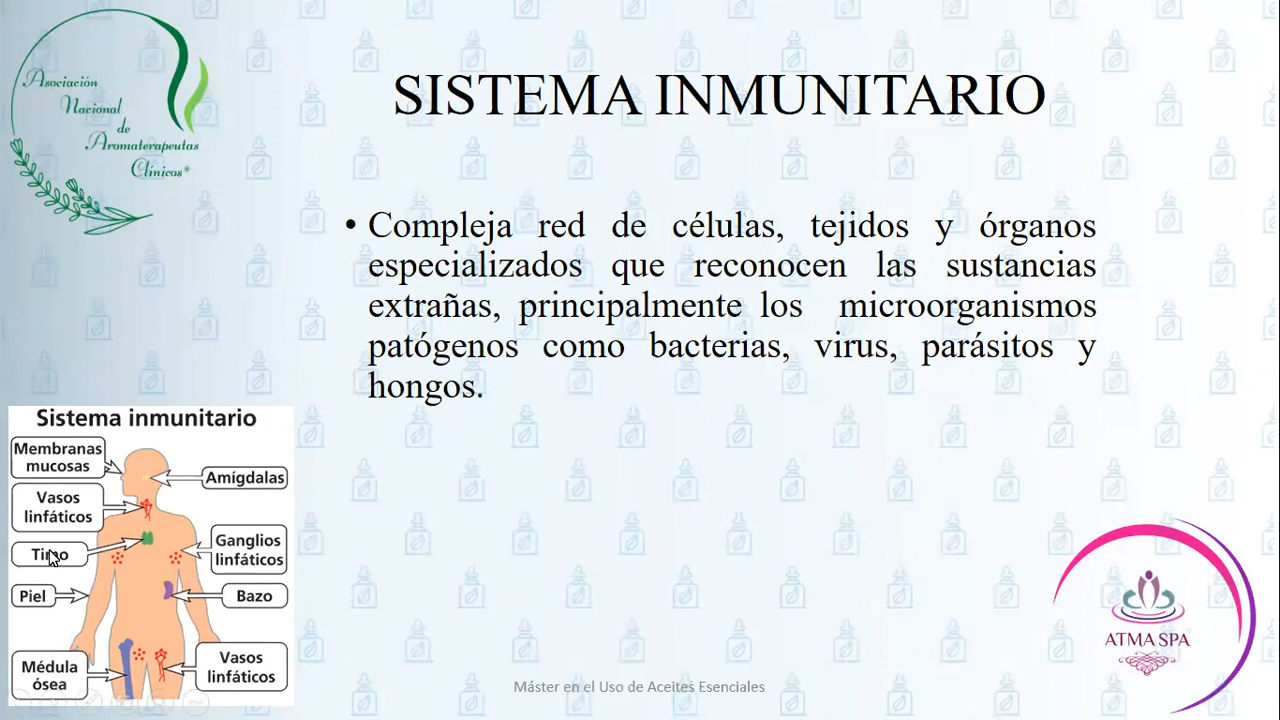 Asociación
Nacional
de
Aromaterapeutas
Clínicos®
SISTEMA INMUNITARIO
• Compleja red de células, tejidos y órganos
especializados que reconocen las sustancias
extrañas, principalmente los microorganismos
patógenos como bacterias, virus, parásitos y
hongos.
Sistema inmunitario
Membranas
mucosas
Amígdalas
Vasos
linfáticos
Timo
Ganglios
linfáticos
Piel
Bazo
Médula
ósea
Vasos
linfáticos
ATMA SPA
Máster en el Uso de Aceites Esenciales